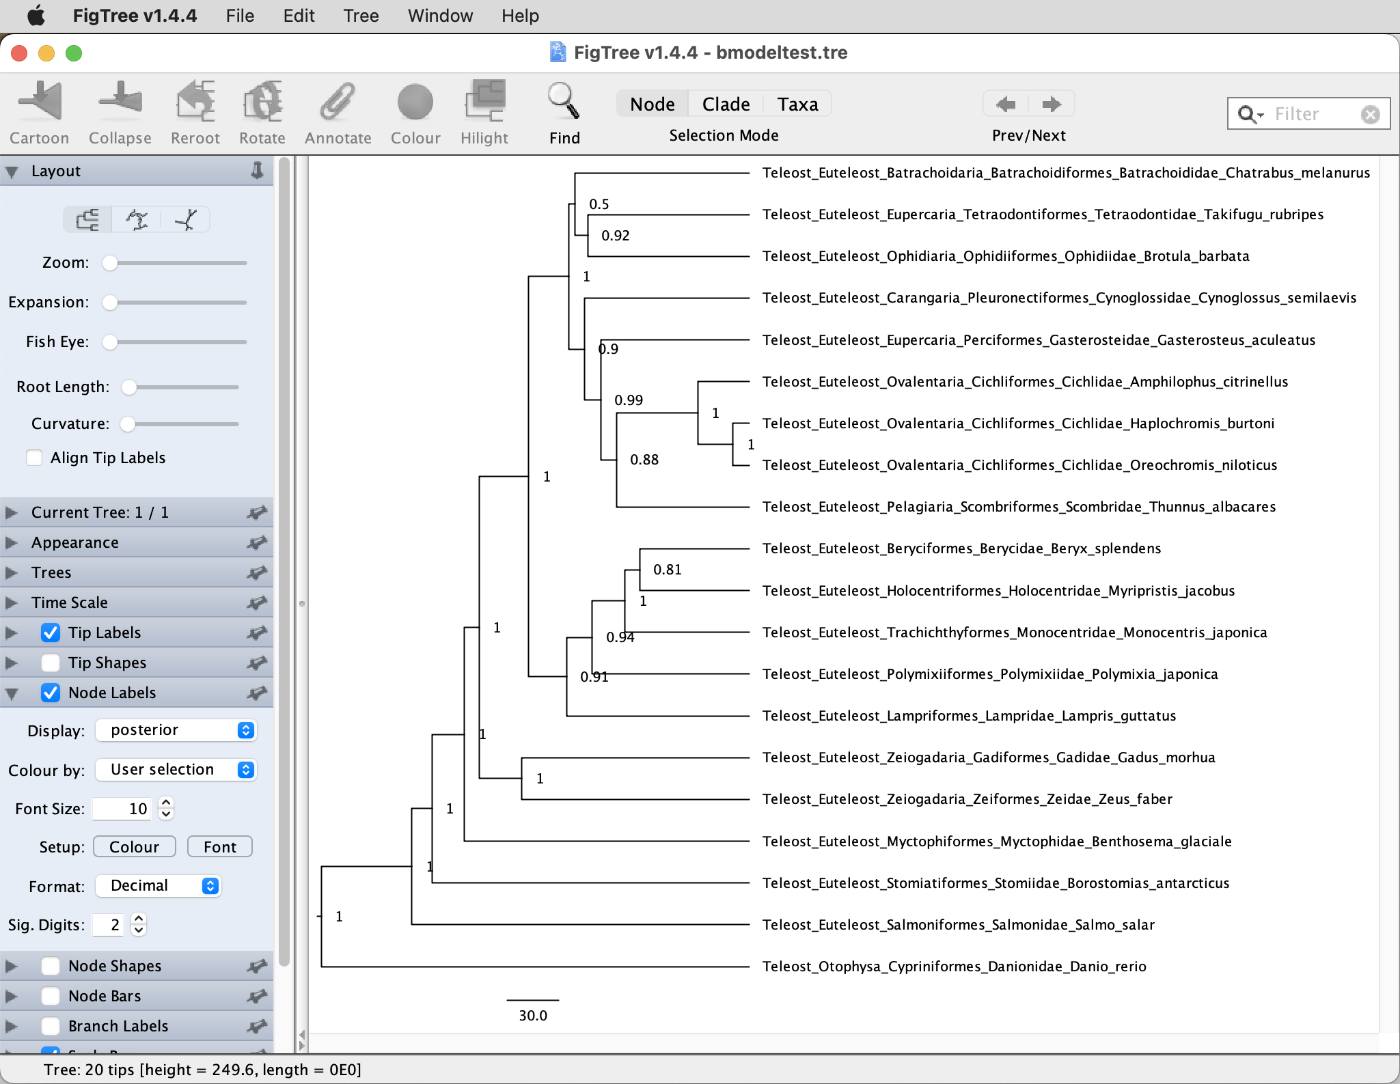 FigTree v1.4.4 File Edit Tree Window Help
FigTree v1.4.4 - bmodeltest.tre
Cartoon Collapse Reroot Rotate Annotate Colour Hilight Find
Node Clade Taxa
Selection Mode
Prev/Next
Filter
Layout
Zoom:
Expansion:
Fish Eye:
Root Length:
Curvature:
Align Tip Labels
Current Tree: 1 / 1
Appearance
Trees
Time Scale
Tip Labels
Tip Shapes
Node Labels
Display: posterior
Colour by: User selection
Font Size: 10
Setup: Colour Font
Format: Decimal
Sig. Digits: 2
Node Shapes
Node Bars
Branch Labels
Teleost_Euteleost_Batrachoidaria_Batrachoidiformes_Batrachoididae_Chatrabus_melanurus
0.5
Teleost_Euteleost_Eupercaria_Tetraodontiformes_Tetraodontidae_Takifugu_rubripes
0.92
Teleost_Euteleost_Ophidiaria_Ophidiiformes_Ophidiidae_Brotula_barbata
1
Teleost_Euteleost_Carangaria_Pleuronectiformes_Cynoglossidae_Cynoglossus_semilaevis
Teleost_Euteleost_Eupercaria_Perciformes_Gasterosteidae_Gasterosteus_aculeatus
0.9
Teleost_Euteleost_Ovalentaria_Cichliformes_Cichlidae_Amphilophus_citrinellus
0.99
1
Teleost_Euteleost_Ovalentaria_Cichliformes_Cichlidae_Haplochromis_burtoni
1
0.88
Teleost_Euteleost_Ovalentaria_Cichliformes_Cichlidae_Oreochromis_niloticus
1
Teleost_Euteleost_Pelagiaria_Scombriformes_Scombridae_Thunnus_albacares
Teleost_Euteleost_Beryciformes_Berycidae_Beryx_splendens
0.81
Teleost_Euteleost_Holocentriformes_Holocentridae_Myripristis_jacobus
1
1
Teleost_Euteleost_Trachichthyformes_Monocentridae_Monocentris_japonica
0.94
Teleost_Euteleost_Polymixiiformes_Polymixiidae_Polymixia_japonica
0.91
Teleost_Euteleost_Lampriformes_Lampridae_Lampris_guttatus
1
Teleost_Euteleost_Zeiogadaria_Gadiformes_Gadidae_Gadus_morhua
1
Teleost_Euteleost_Zeiogadaria_Zeiformes_Zeidae_Zeus_faber
1
Teleost_Euteleost_Myctophiformes_Myctophidae_Benthosema_glaciale
1
Teleost_Euteleost_Stomiatiformes_Stomiidae_Borostomias_antarcticus
1
Teleost_Euteleost_Salmoniformes_Salmonidae_Salmo_salar
Teleost_Otophysa_Cypriniformes_Danionidae_Danio_rerio
30.0
Tree: 20 tips [height = 249.6, length = 0E0]